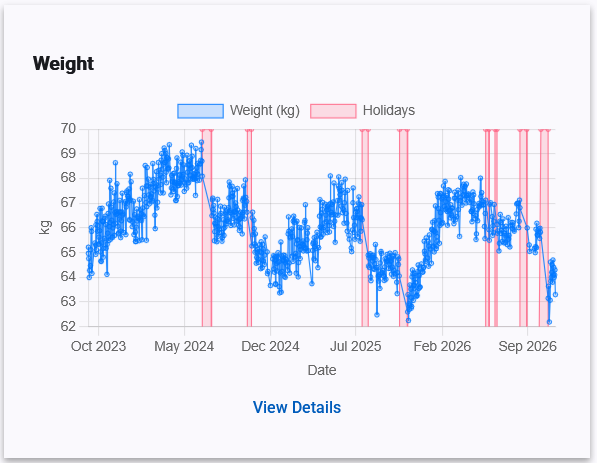 Weight
Weight (kg) Holidays
70
69
68
67
66
65
64
63
62
kg
Oct 2023 May 2024 Dec 2024 Jul 2025 Feb 2026 Sep 2026
Date
View Details